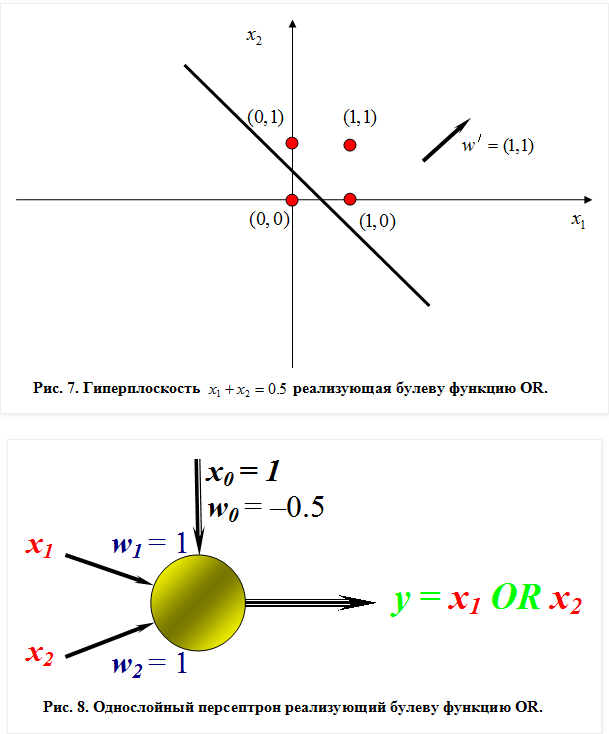 x₂
(0,1)
(1,1)
w′ = (1,1)
(0,0)
(1,0)
x₁
Рис. 7. Гиперплоскость x₁ + x₂ = 0.5 реализующая булеву функцию OR.
x₀ = 1
w₀ = –0.5
x₁
w₁ = 1
y = x₁ OR x₂
x₂
w₂ = 1
Рис. 8. Однослойный персептрон реализующий булеву функцию OR.